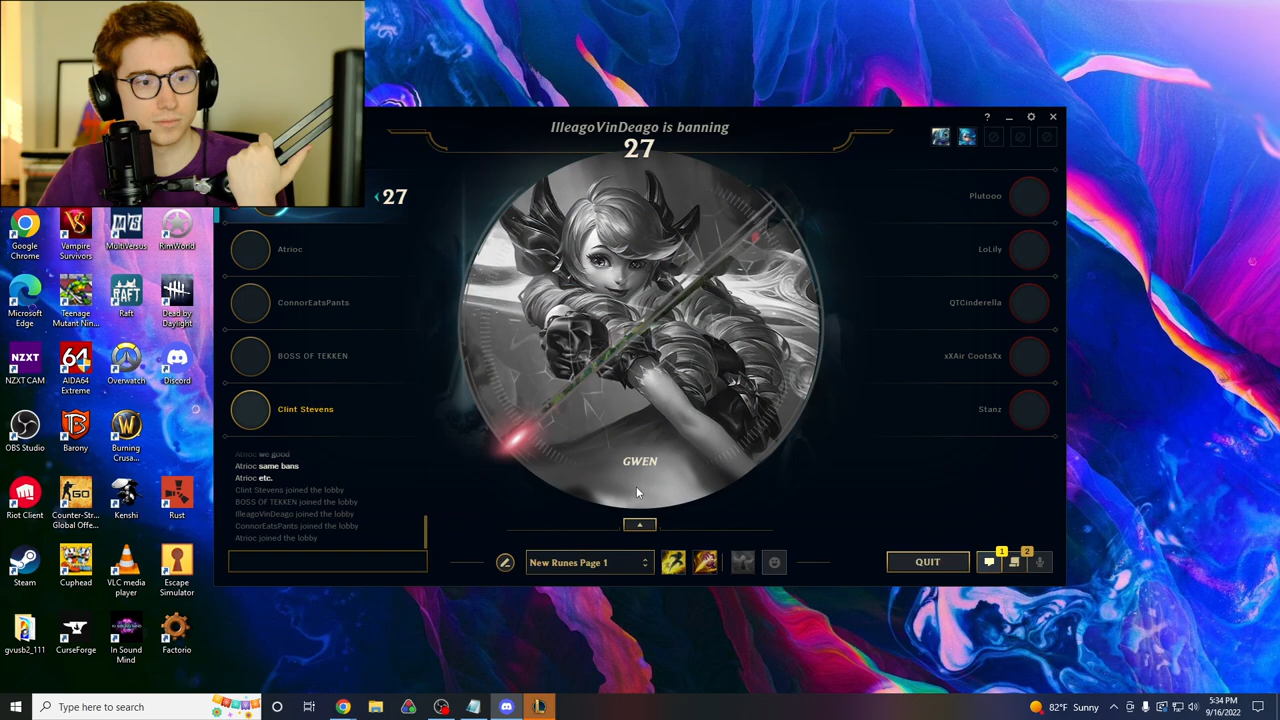 IlleagoVinDeago is banning
27
27
Atrioc
ConnorEatsPants
BOSS OF TEKKEN
Clint Stevens
Plutooo
LoLily
QTCinderella
xXAir CootsXx
Stanz
GWEN
Atrioc we good
Atrioc same bans
Atrioc etc.
Clint Stevens joined the lobby
BOSS OF TEKKEN joined the lobby
IlleagoVinDeago joined the lobby
ConnorEatsPants joined the lobby
Atrioc joined the lobby
New Runes Page 1
QUIT
1
2
Google Chrome
Vampire Survivors
MultiVersus
RimWorld
Microsoft Edge
Teenage Mutant Nin...
Raft
Dead by Daylight
NZXT CAM
AIDA64 Extreme
Overwatch
Discord
OBS Studio
Barony
Burning Crusa...
Battle.net
Riot Client
Counter-Str... Global Offe...
Kenshi
Rust
Steam
Cuphead
VLC media player
Escape Simulator
gvusb2_111
CurseForge
In Sound Mind
Factorio
Type here to search
82°F Sunny
5:34 PM
9/16/2022